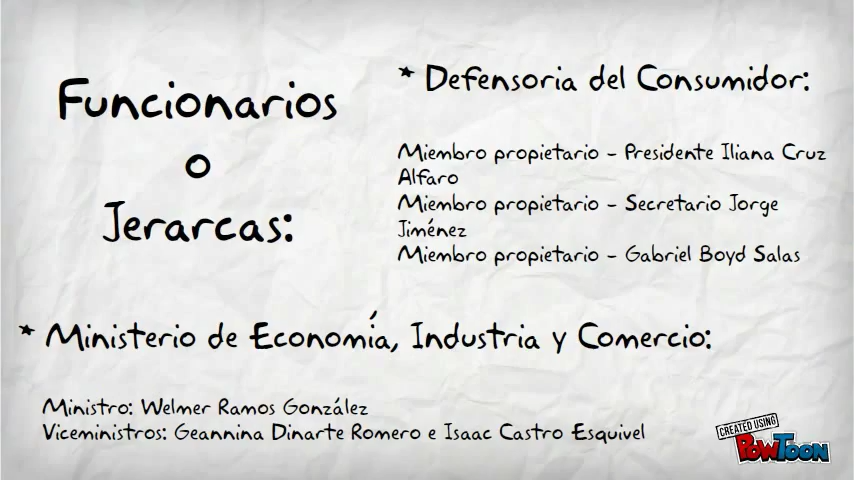 Funcionarios
o
Jerarcas:
* Defensoria del Consumidor:
Miembro propietario - Presidente Iliana Cruz
Alfaro
Miembro propietario - Secretario Jorge
Jiménez
Miembro propietario - Gabriel Boyd Salas
* Ministerio de Economía, Industria y Comercio:
Ministro: Welmer Ramos González
Viceministros: Geannina Dinarte Romero e Isaac Castro Esquivel
CREATED USING
POWTOON